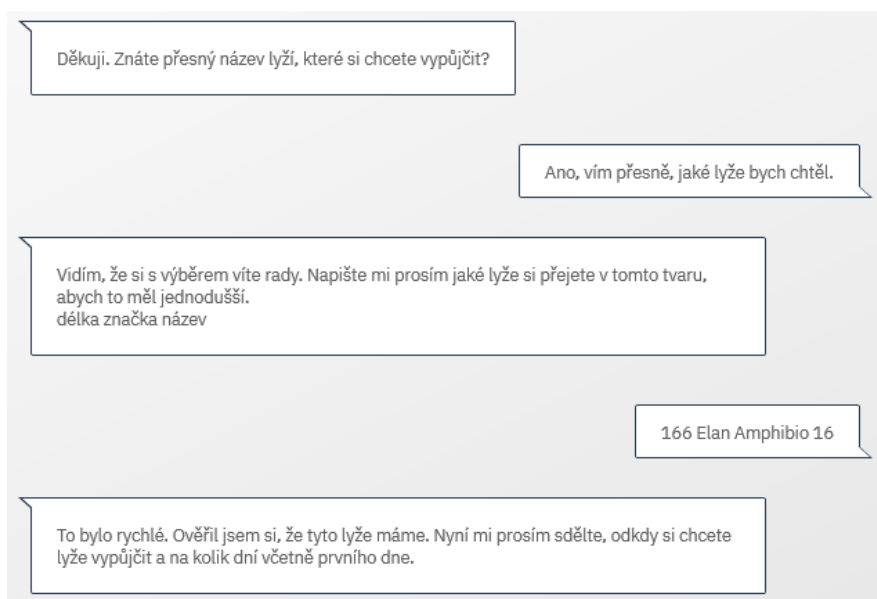 Děkuji. Znáte přesný název lyží, které si chcete vypůjčit?
Ano, vím přesně, jaké lyže bych chtěl.
Vidím, že si s výběrem víte rady. Napište mi prosím jaké lyže si přejete v tomto tvaru,
abych to měl jednodušší.
délka značka název
166 Elan Amphibio 16
To bylo rychlé. Ověřil jsem si, že tyto lyže máme. Nyní mi prosím sdělte, odkdy si chcete
lyže vypůjčit a na kolik dní včetně prvního dne.